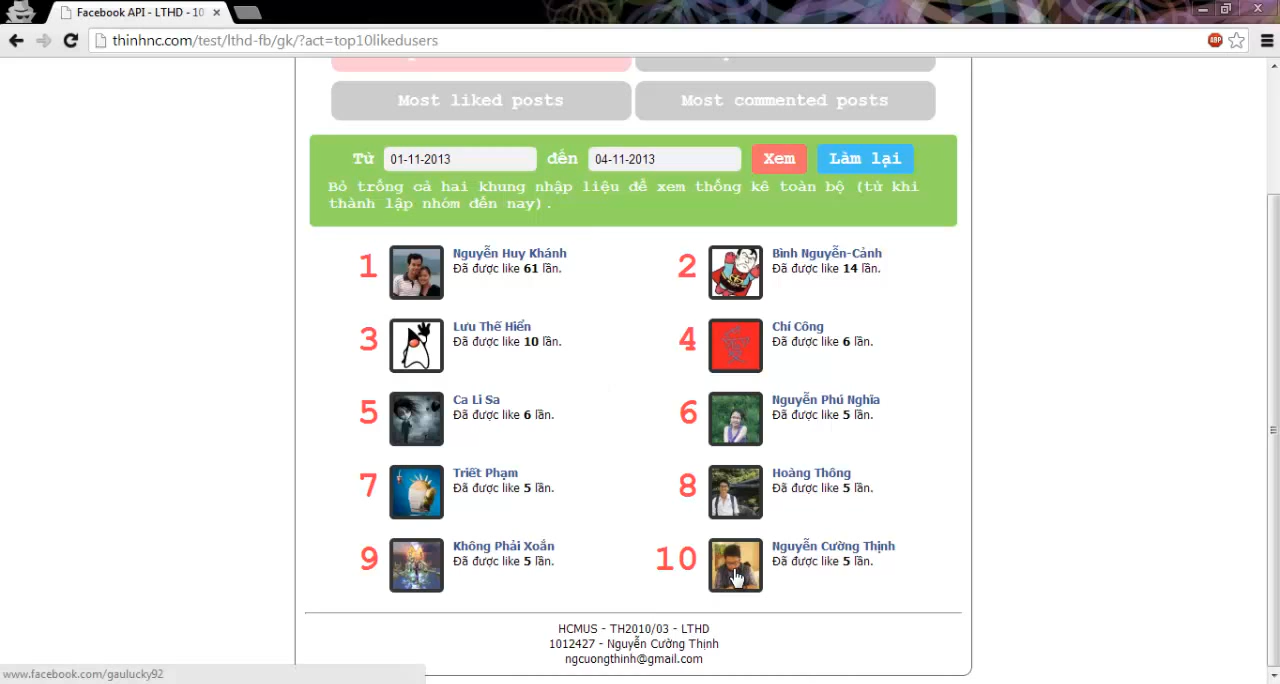 Facebook API - LTHD - 10
thinhnc.com/test/lthd-fb/gk/?act=top10likedusers
ABP
Most liked posts
Most commented posts
Từ 01-11-2013 đến 04-11-2013 Xem Làm lại
Bỏ trống cả hai khung nhập liệu để xem thống kê toàn bộ (từ khi
thành lập nhóm đến nay).
1 Nguyễn Huy Khánh
Đã được like 61 lần.
2 Bình Nguyễn-Cảnh
Đã được like 14 lần.
3 Lưu Thế Hiển
Đã được like 10 lần.
4 Chí Công
Đã được like 6 lần.
5 Ca Li Sa
Đã được like 6 lần.
6 Nguyễn Phú Nghĩa
Đã được like 5 lần.
7 Triết Phạm
Đã được like 5 lần.
8 Hoàng Thông
Đã được like 5 lần.
9 Không Phải Xoắn
Đã được like 5 lần.
10 Nguyễn Cường Thịnh
Đã được like 5 lần.
HCMUS - TH2010/03 - LTHD
1012427 - Nguyễn Cường Thịnh
ngcuongthinh@gmail.com
www.facebook.com/gaulucky92